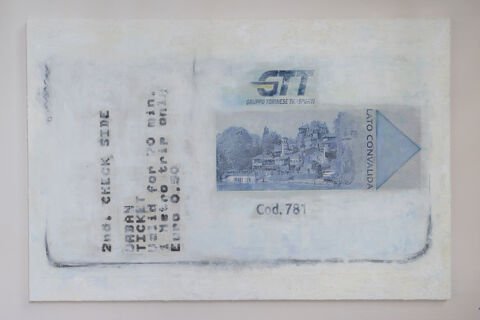 2nd. CHECK SIDE
URBAN
TICKET
Valid for 70 min.
1 Metro trip only
Euro 0.90
GTT
GRUPPO TORINESE TRASPORTI
LATO CONVALIDA
Cod. 781